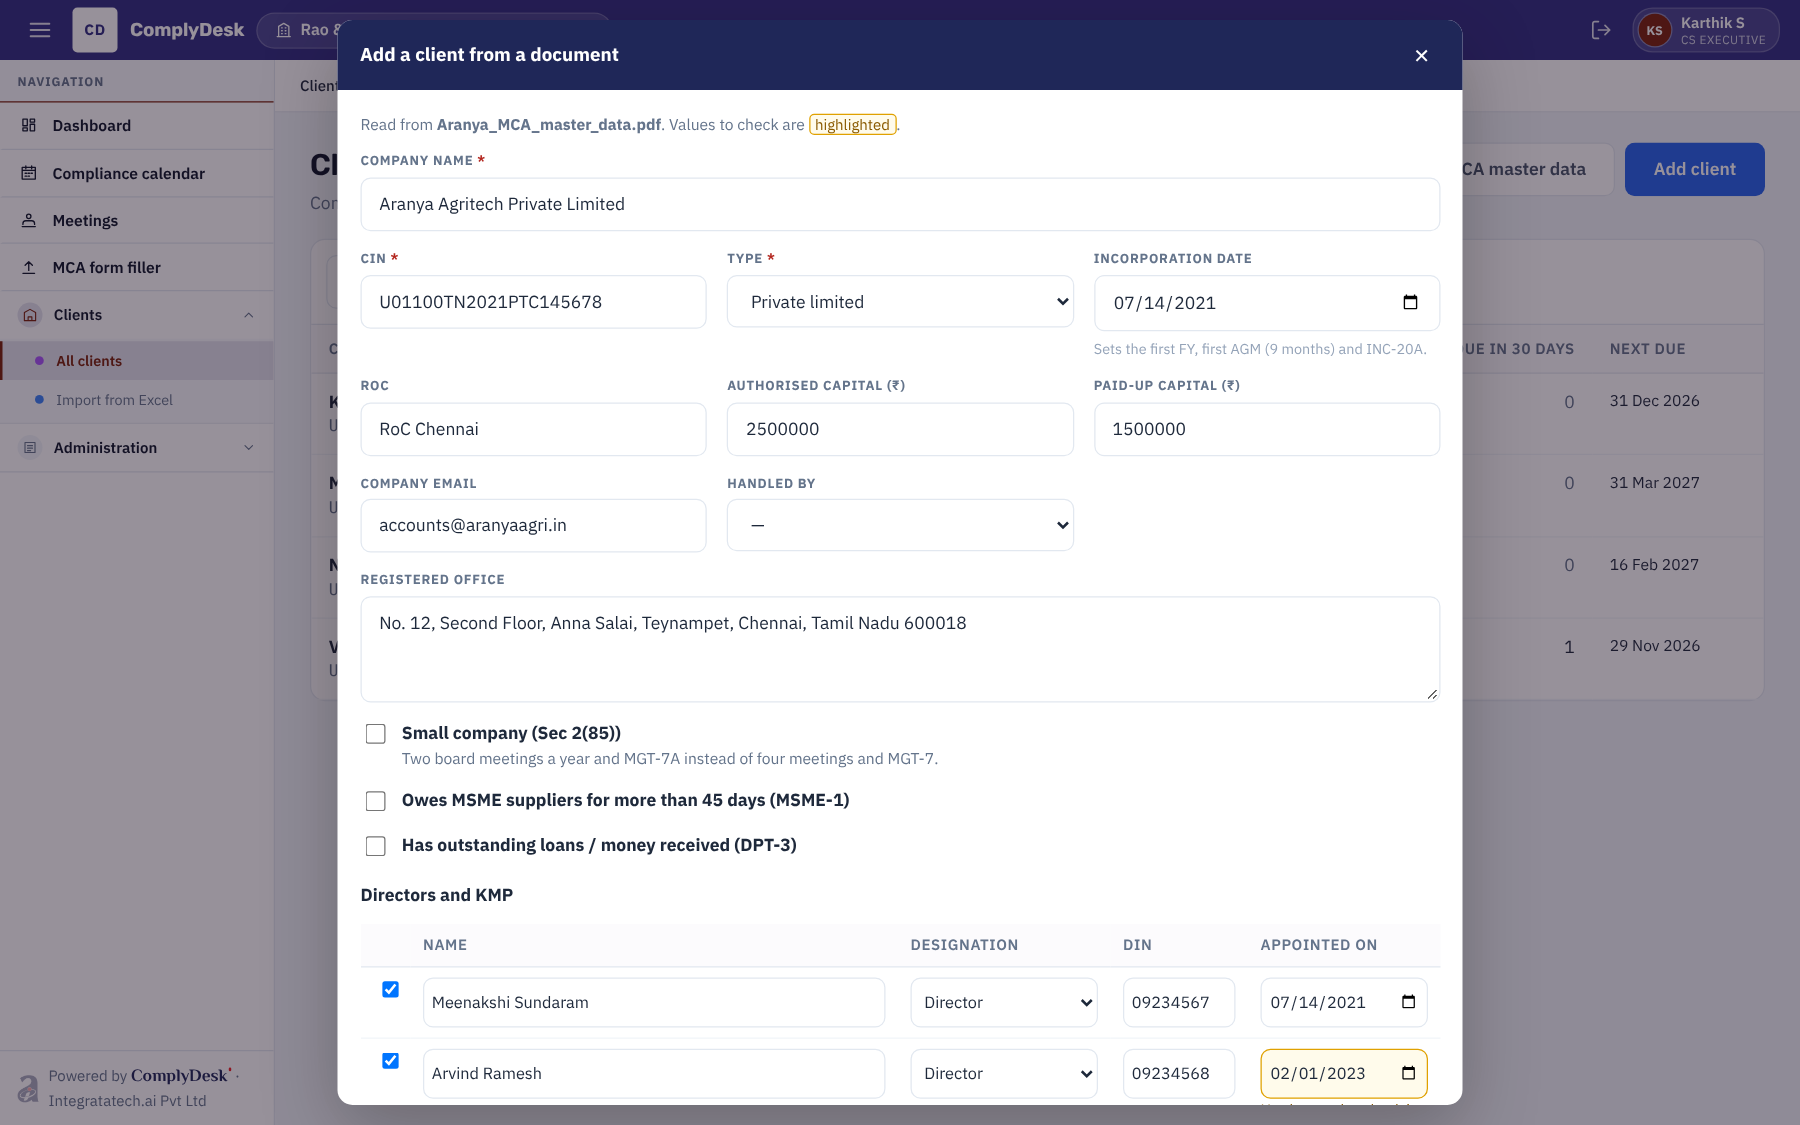 CD ComplyDesk Rao &
Karthik S
KS
CS EXECUTIVE
Add a client from a document
NAVIGATION
Dashboard
Compliance calendar
Meetings
MCA form filler
Clients
All clients
Import from Excel
Administration
Powered by ComplyDesk
Integratatech.ai Pvt Ltd
CA master data
Add client
UE IN 30 DAYS NEXT DUE
0 31 Dec 2026
0 31 Mar 2027
0 16 Feb 2027
1 29 Nov 2026
Read from Aranya_MCA_master_data.pdf. Values to check are highlighted.
COMPANY NAME *
Aranya Agritech Private Limited
CIN * TYPE * INCORPORATION DATE
U01100TN2021PTC145678 Private limited 07/14/2021
Sets the first FY, first AGM (9 months) and INC-20A.
ROC AUTHORISED CAPITAL (₹) PAID-UP CAPITAL (₹)
RoC Chennai 2500000 1500000
COMPANY EMAIL HANDLED BY
accounts@aranyaagri.in —
REGISTERED OFFICE
No. 12, Second Floor, Anna Salai, Teynampet, Chennai, Tamil Nadu 600018
Small company (Sec 2(85))
Two board meetings a year and MGT-7A instead of four meetings and MGT-7.
Owes MSME suppliers for more than 45 days (MSME-1)
Has outstanding loans / money received (DPT-3)
Directors and KMP
NAME DESIGNATION DIN APPOINTED ON
Meenakshi Sundaram Director 09234567 07/14/2021
Arvind Ramesh Director 09234568 02/01/2023